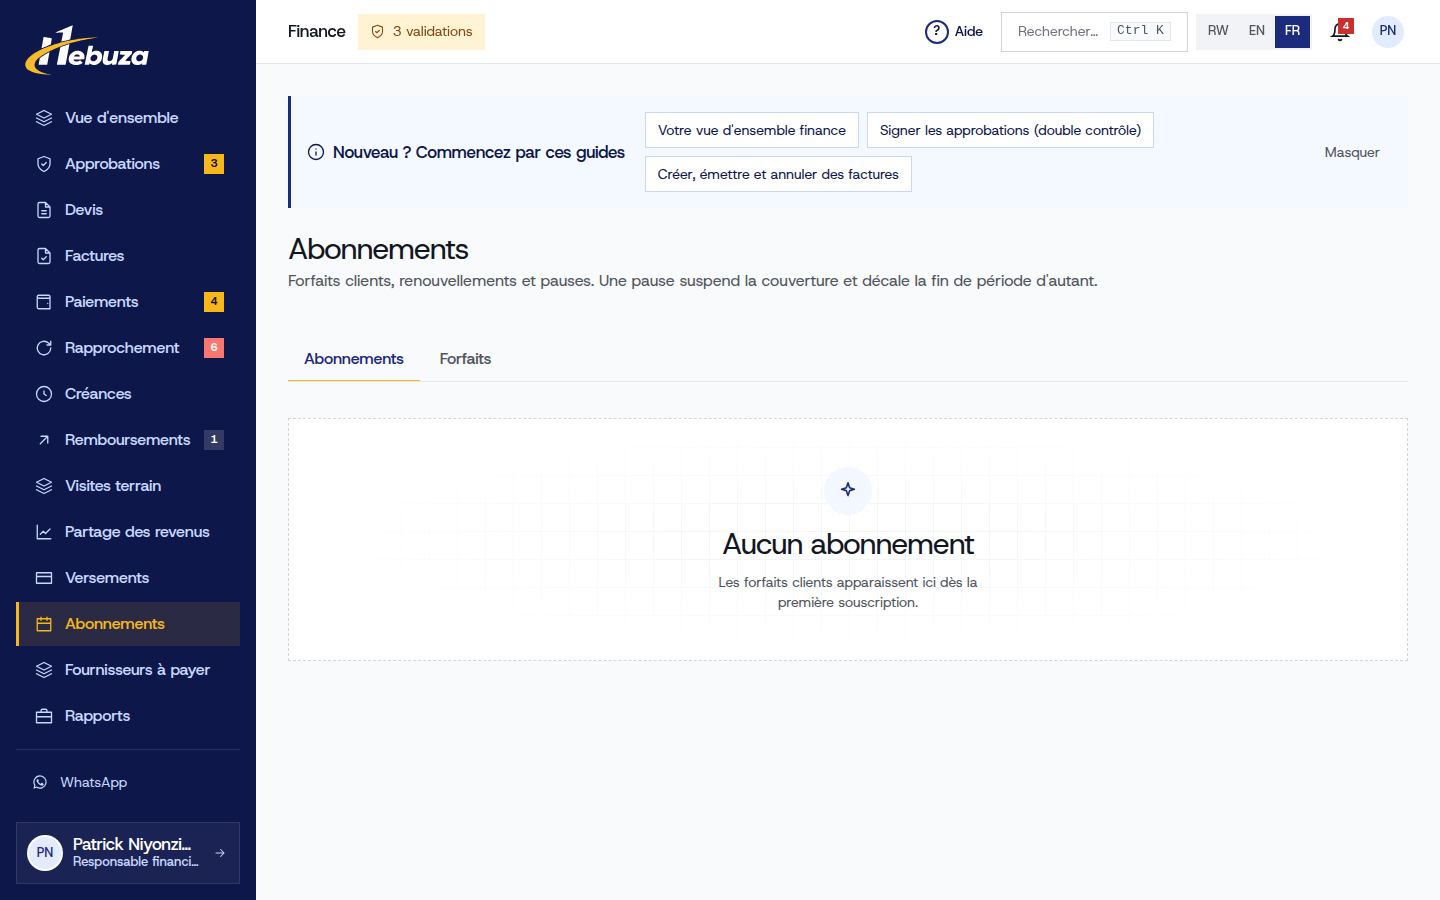 Hebuza
Vue d'ensemble
Approbations 3
Devis
Factures
Paiements 4
Rapprochement 6
Créances
Remboursements 1
Visites terrain
Partage des revenus
Versements
Abonnements
Fournisseurs à payer
Rapports
WhatsApp
PN
Patrick Niyonzi...
Responsable financi...
Finance
3 validations
? Aide
Rechercher... Ctrl K
RW EN FR
4
PN
Nouveau ? Commencez par ces guides
Votre vue d'ensemble finance
Signer les approbations (double contrôle)
Créer, émettre et annuler des factures
Masquer
Abonnements
Forfaits clients, renouvellements et pauses. Une pause suspend la couverture et décale la fin de période d'autant.
Abonnements Forfaits
Aucun abonnement
Les forfaits clients apparaissent ici dès la
première souscription.